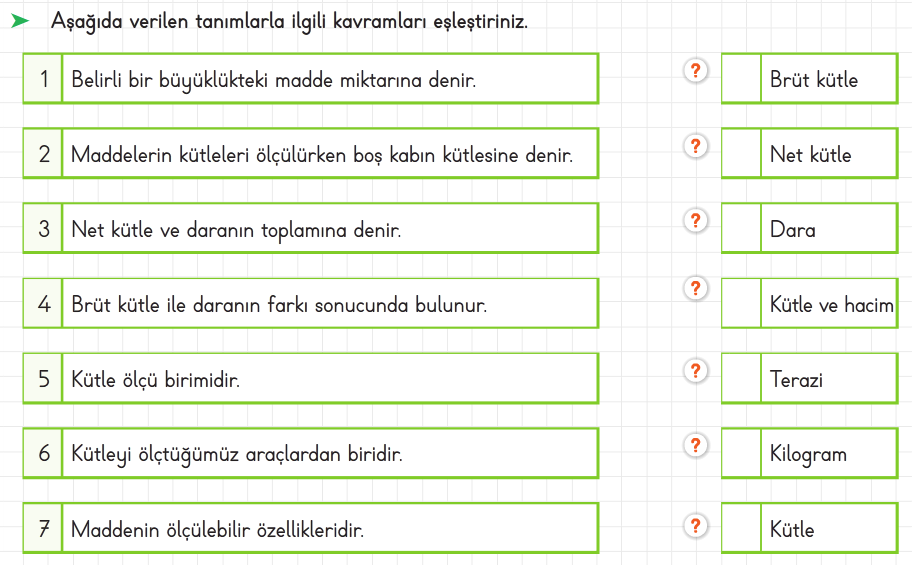 Aşağıda verilen tanımlarla ilgili kavramları eşleştiriniz.
1 Belirli bir büyüklükteki madde miktarına denir. ? Brüt kütle
2 Maddelerin kütleleri ölçülürken boş kabın kütlesine denir. ? Net kütle
3 Net kütle ve daranın toplamına denir. ? Dara
4 Brüt kütle ile daranın farkı sonucunda bulunur. ? Kütle ve hacim
5 Kütle ölçü birimidir. ? Terazi
6 Kütleyi ölçtüğümüz araçlardan biridir. ? Kilogram
7 Maddenin ölçülebilir özellikleridir. ? Kütle